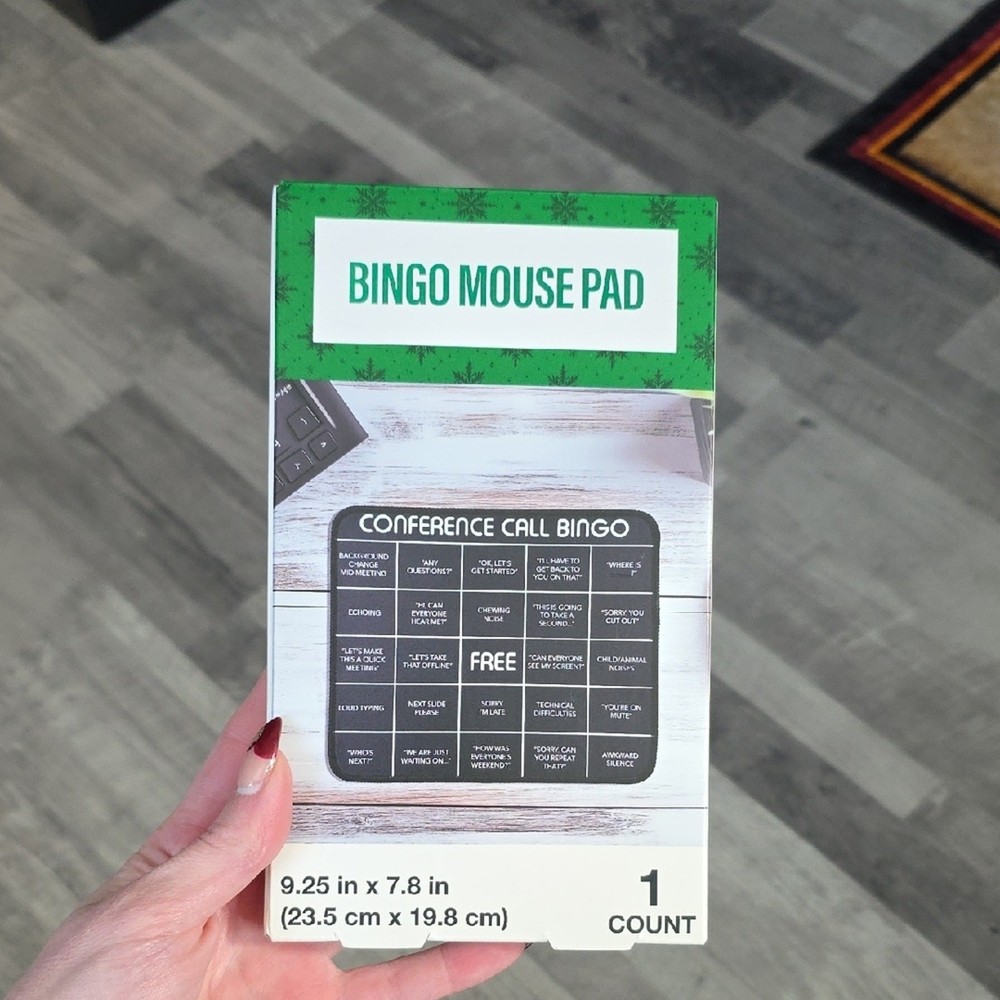 BINGO MOUSE PAD
CONFERENCE CALL BINGO
BACKGROUND
CHANGE
MID-MEETING
"ANY
QUESTIONS?"
"OK, LET'S
GET STARTED"
"I'LL HAVE TO
GET BACK TO
YOU ON THAT"
"WHERE IS
?"
ECHOING
"HI, CAN
EVERYONE
HEAR ME?"
CHEWING
NOISE
"THIS IS GOING
TO TAKE A
SECOND..."
"SORRY, YOU
CUT OUT"
"LET'S MAKE
THIS A QUICK
MEETING"
"LET'S TAKE
THAT OFFLINE"
FREE
"CAN EVERYONE
SEE MY SCREEN?"
CHILD/ANIMAL
NOISES
LOUD TYPING
NEXT SLIDE
PLEASE
SORRY
I'M LATE
TECHNICAL
DIFFICULTIES
"YOU'RE ON
MUTE"
"WHO'S
NEXT?"
"WE ARE JUST
WAITING ON..."
"HOW WAS
EVERYONE'S
WEEKEND?"
"SORRY, CAN
YOU REPEAT
THAT?"
AWKWARD
SILENCE
9.25 in x 7.8 in
(23.5 cm x 19.8 cm)
1
COUNT